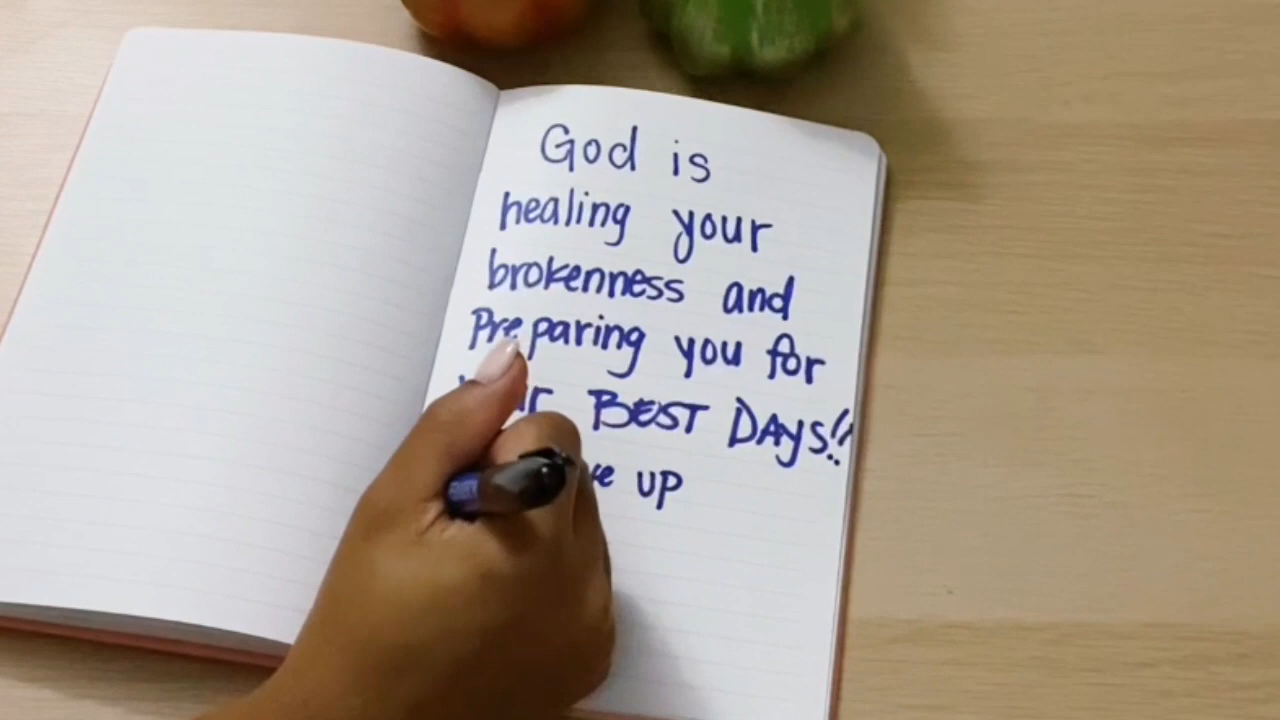 God is
healing your
brokenness and
Preparing you for
BEST DAYS!!
up